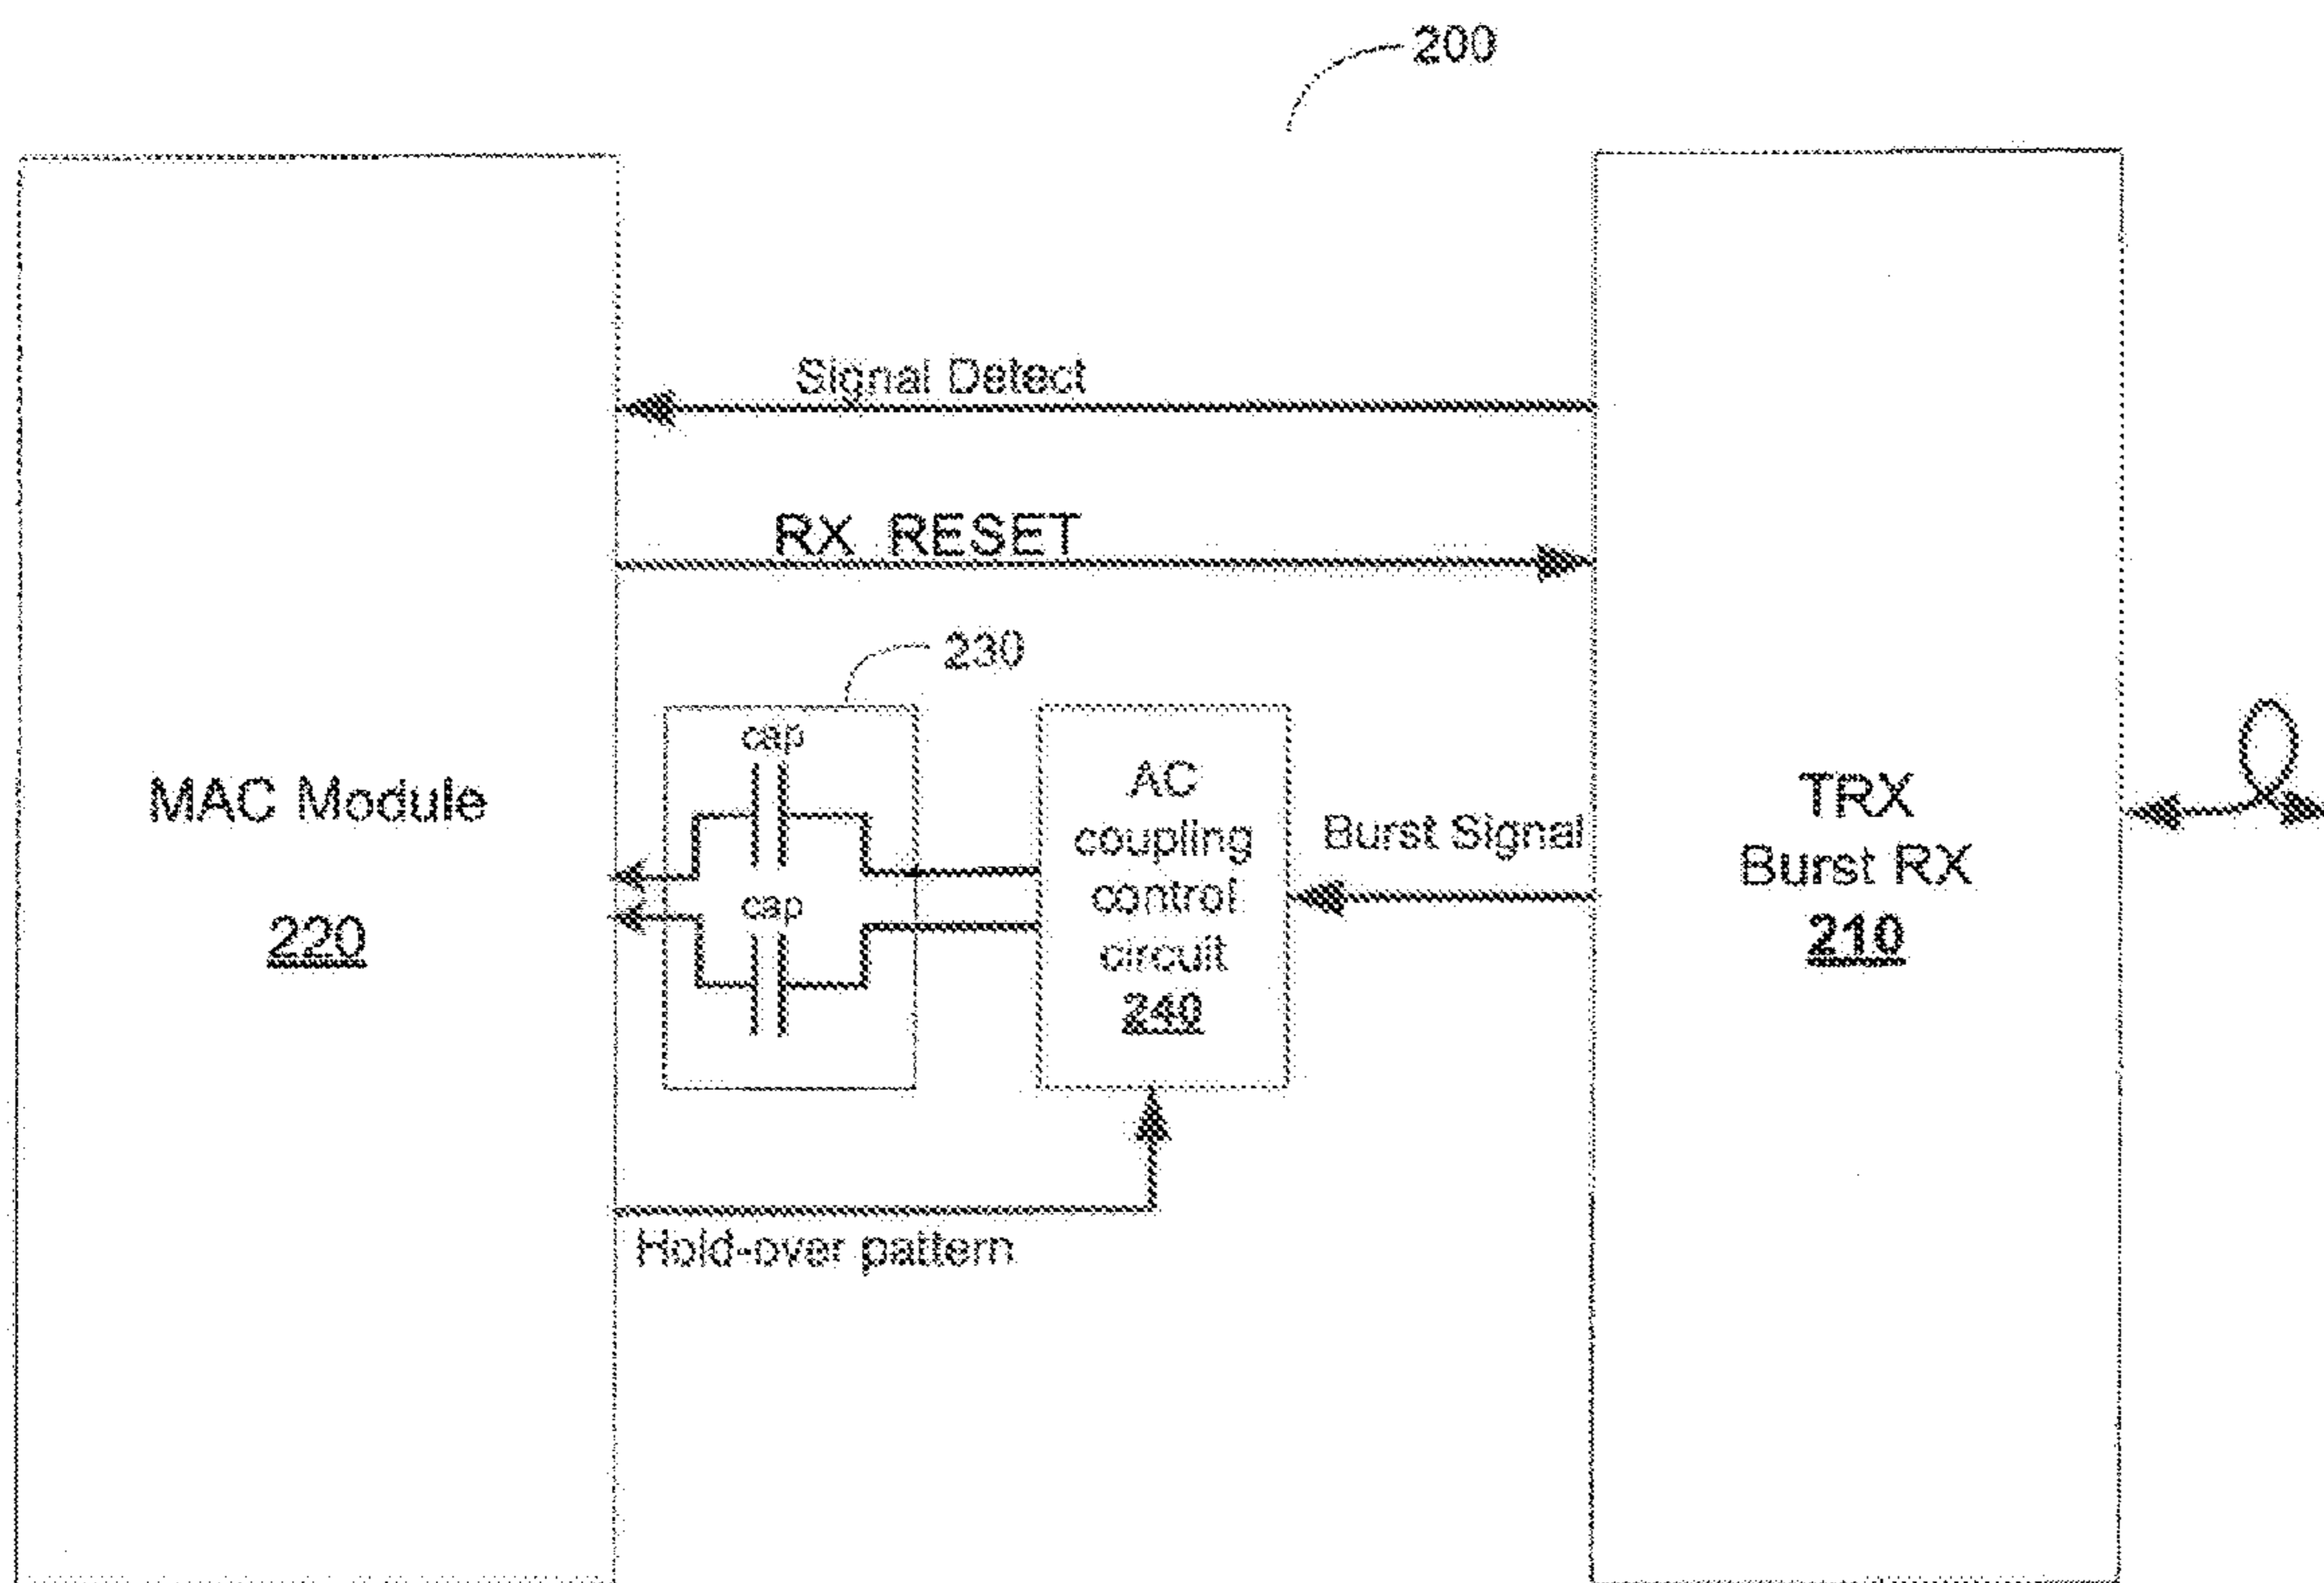 200
Signal Detect
RX RESET
230
cap
cap
MAC Module
220
AC
coupling
control
circuit
240
Burst Signal
TRX
Burst RX
210
Hold-over pattern